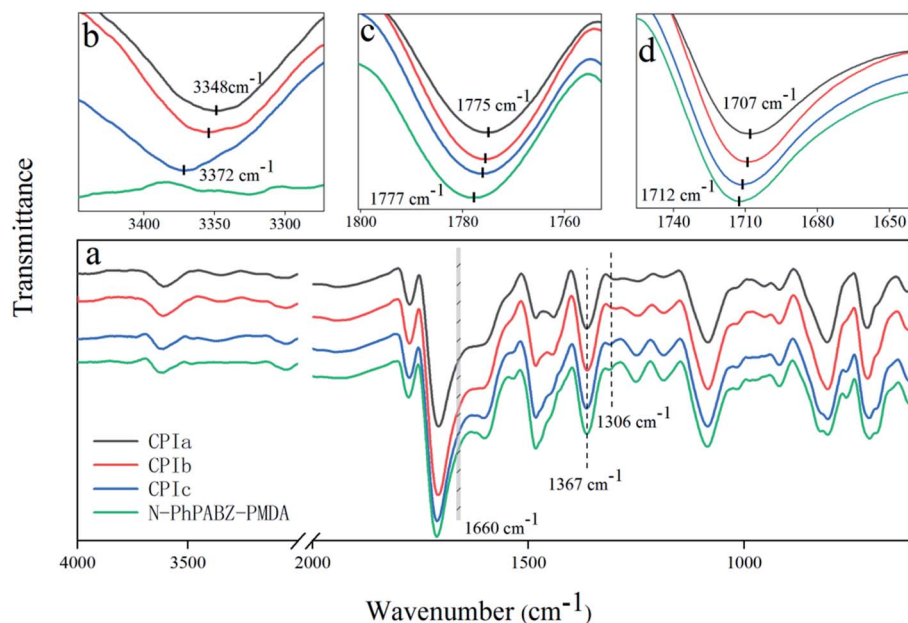 b
3348cm-1
3372 cm-1
3400
3350
3300
c
1775 cm-1
1777 cm-1
1800
1780
1760
d
1707 cm-1
1712 cm-1
1740
1710
1680
1650
Transmittance
a
CPIa
CPIb
CPIc
N-PhPABZ-PMDA
1660 cm-1
1367 cm-1
1306 cm-1
4000
3500
2000
1500
1000
Wavenumber (cm-1)